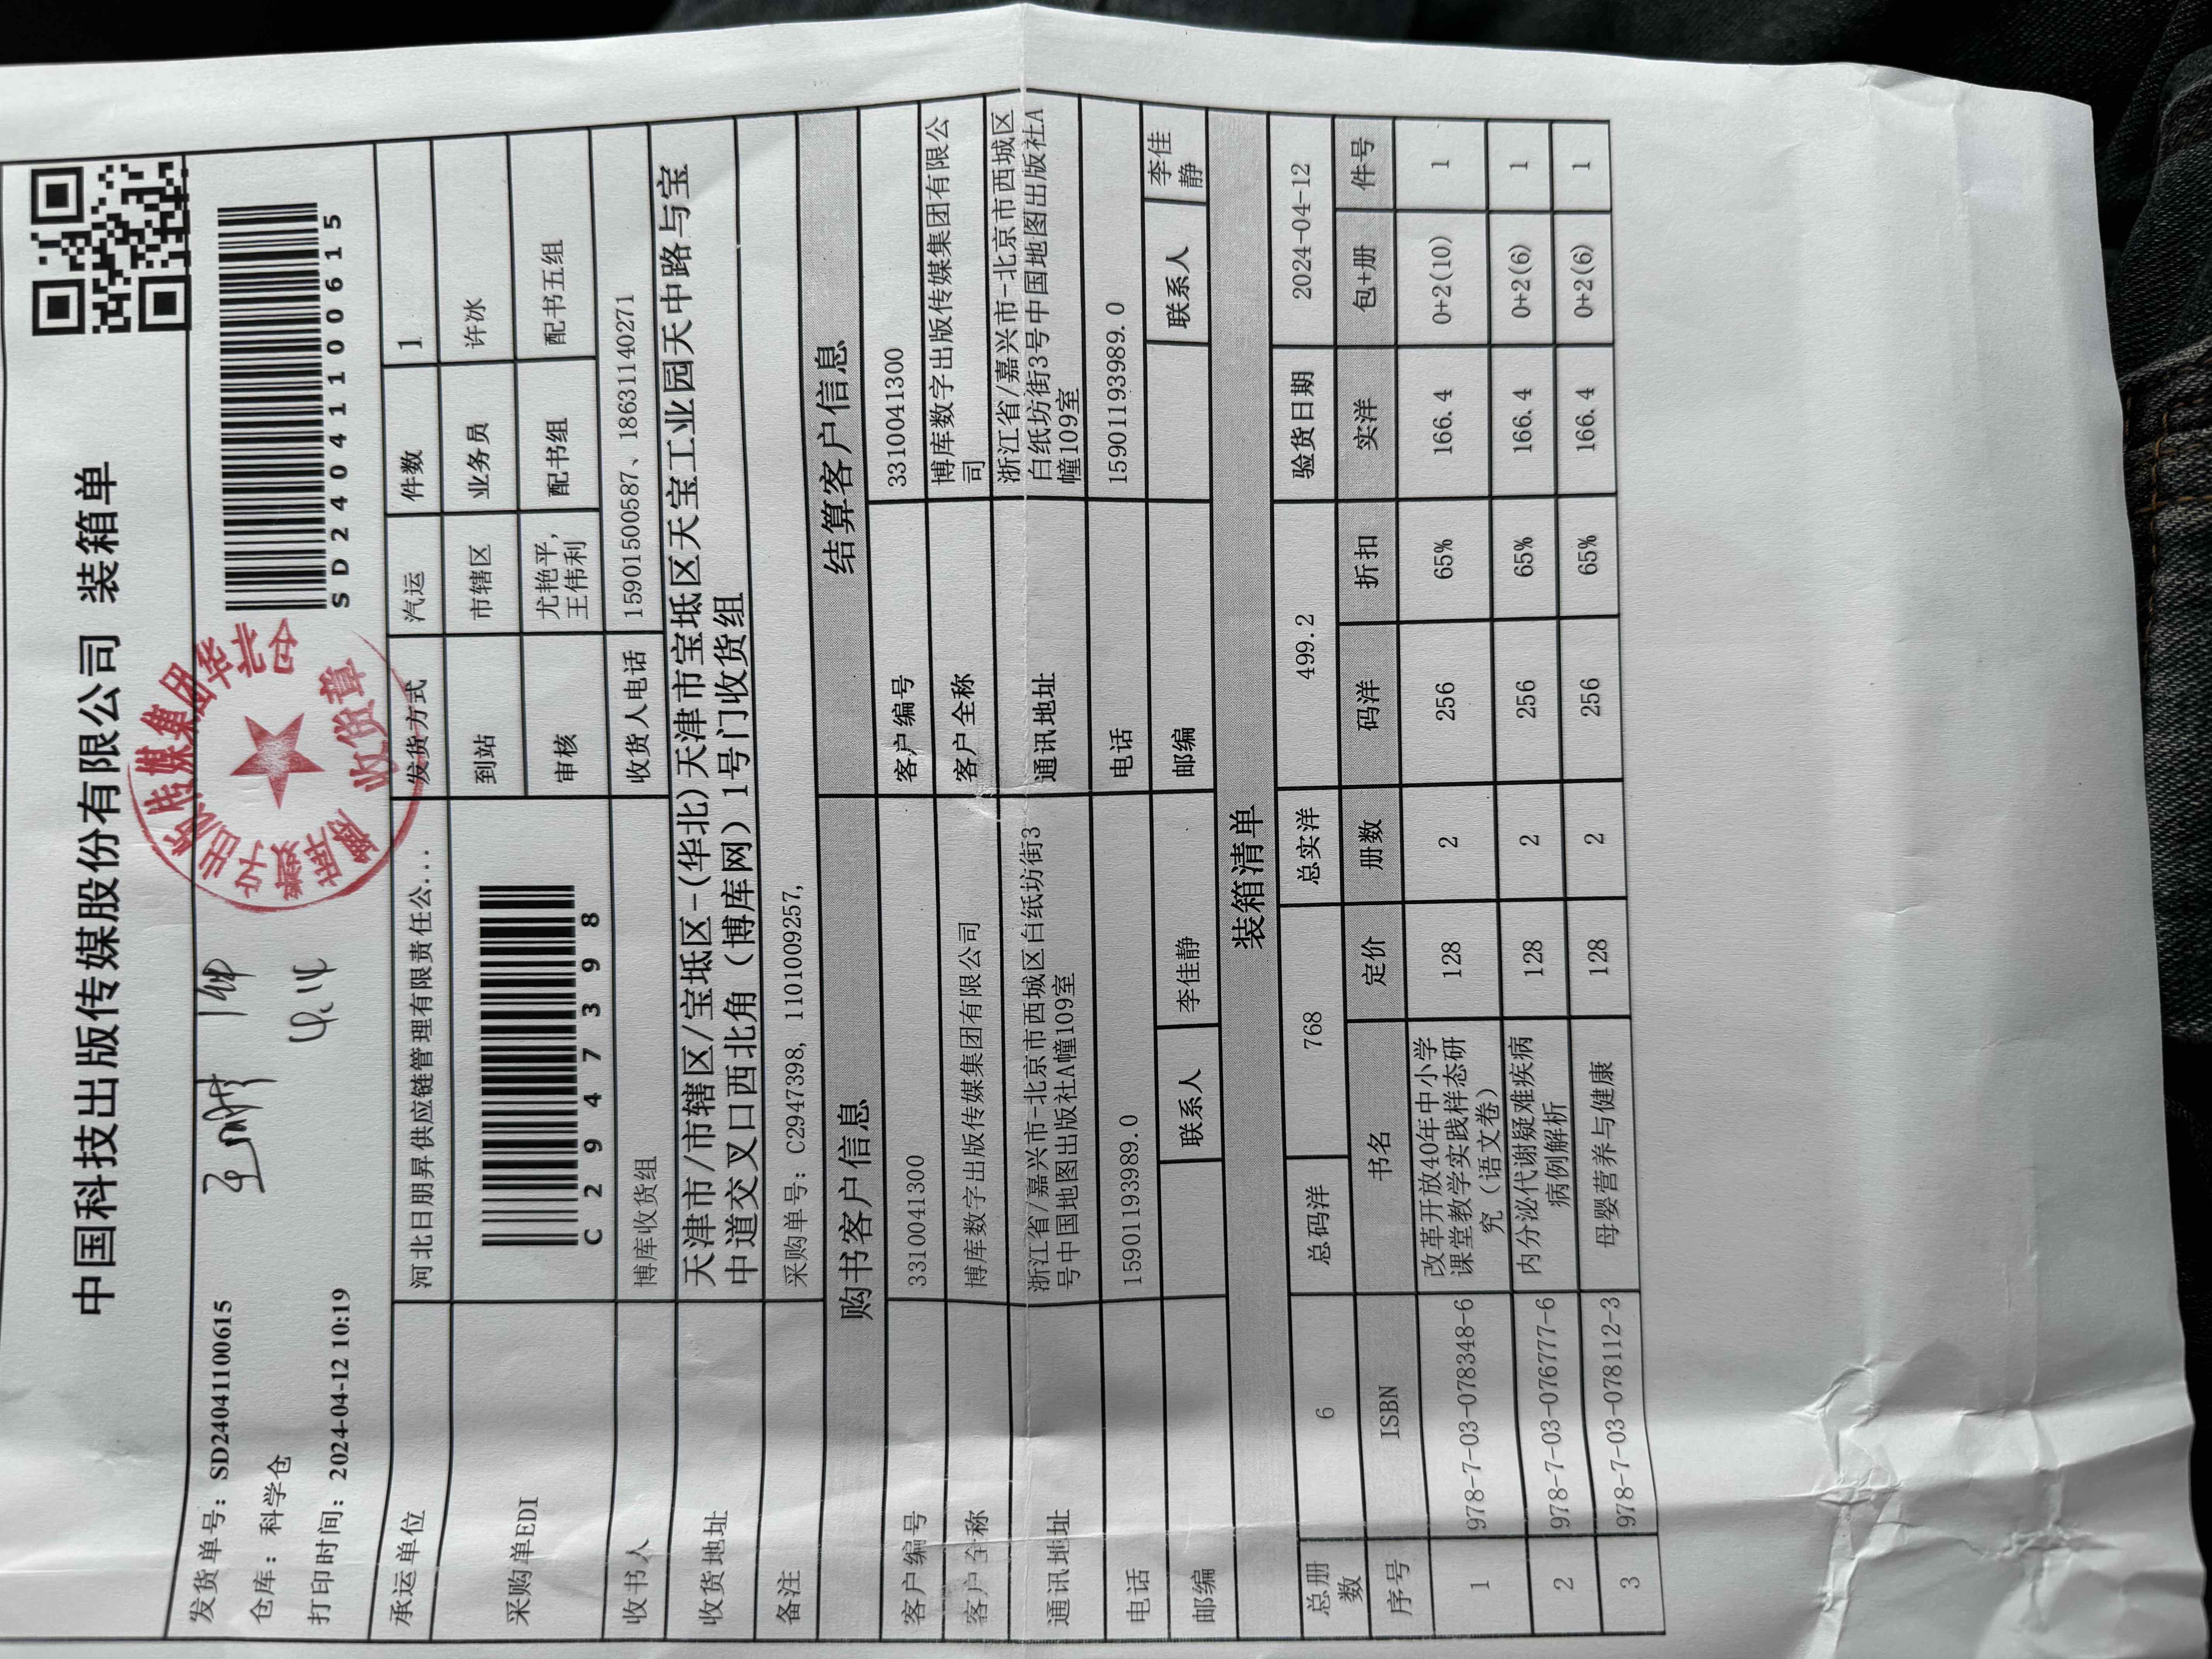 中国科技出版传媒股份有限公司 装箱单
发货单号: SD24041100615
仓库: 科学仓
打印时间: 2024-04-12 10:19
4.14
SD24041100615
收货章
承运单位 河北日朋昇供应链管理有限责任公... 发货方式 汽运 件数 1
采购单EDI C2947398 到站 市辖区 业务员 许冰
审核 尤艳平, 配书组 配书五组
王伟利
收书人 博库收货组 收货人电话 15901500587、18631140271
收货地址 天津市/市辖区/宝坻区-(华北)天津市宝坻区天宝工业园天中路与宝
中道交叉口西北角（博库网）1号门收货组
备注 采购单号: C2947398, 1101009257,
购书客户信息 结算客户信息
客户编号 3310041300 客户编号 3310041300
客户全称 博库数字出版传媒集团有限公司 客户全称 博库数字出版传媒集团有限公
司
通讯地址 浙江省/嘉兴市-北京市西城区白纸坊街3 通讯地址 浙江省/嘉兴市-北京市西城区
号中国地图出版社A幢109室 白纸坊街3号中国地图出版社A
幢109室
电话 15901193989.0 电话 15901193989.0
邮编 联系人 李佳静 邮编 联系人 李佳
静
装箱清单
总册 6 总码洋 768 总实洋 499.2 验货日期 2024-04-12
数
序号 ISBN 书名 定价 册数 码洋 折扣 实洋 包+册 件号
1 978-7-03-078348-6 改革开放40年中小学 128 2 256 65% 166.4 0+2(10) 1
课堂教学实践样态研
究（语文卷）
2 978-7-03-076777-6 内分泌代谢疑难疾病 128 2 256 65% 166.4 0+2(6) 1
病例解析
3 978-7-03-078112-3 母婴营养与健康 128 2 256 65% 166.4 0+2(6) 1